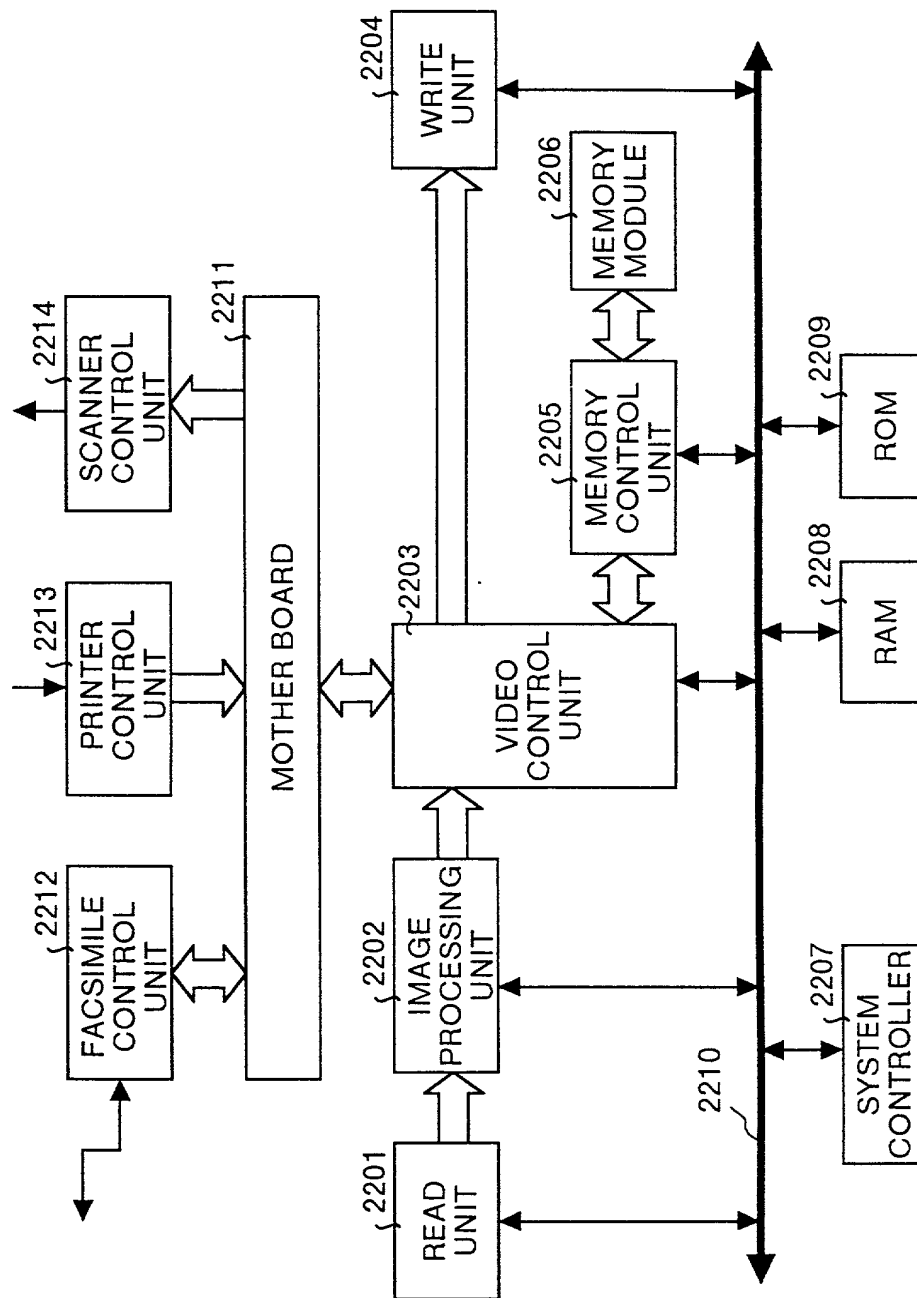 2212
FACSIMILE
CONTROL
UNIT
2213
PRINTER
CONTROL
UNIT
2214
SCANNER
CONTROL
UNIT
2211
MOTHER BOARD
2201
READ
UNIT
2202
IMAGE
PROCESSING
UNIT
2203
VIDEO
CONTROL
UNIT
2204
WRITE
UNIT
2205
MEMORY
CONTROL
UNIT
2206
MEMORY
MODULE
2210
2207
SYSTEM
CONTROLLER
2208
RAM
2209
ROM